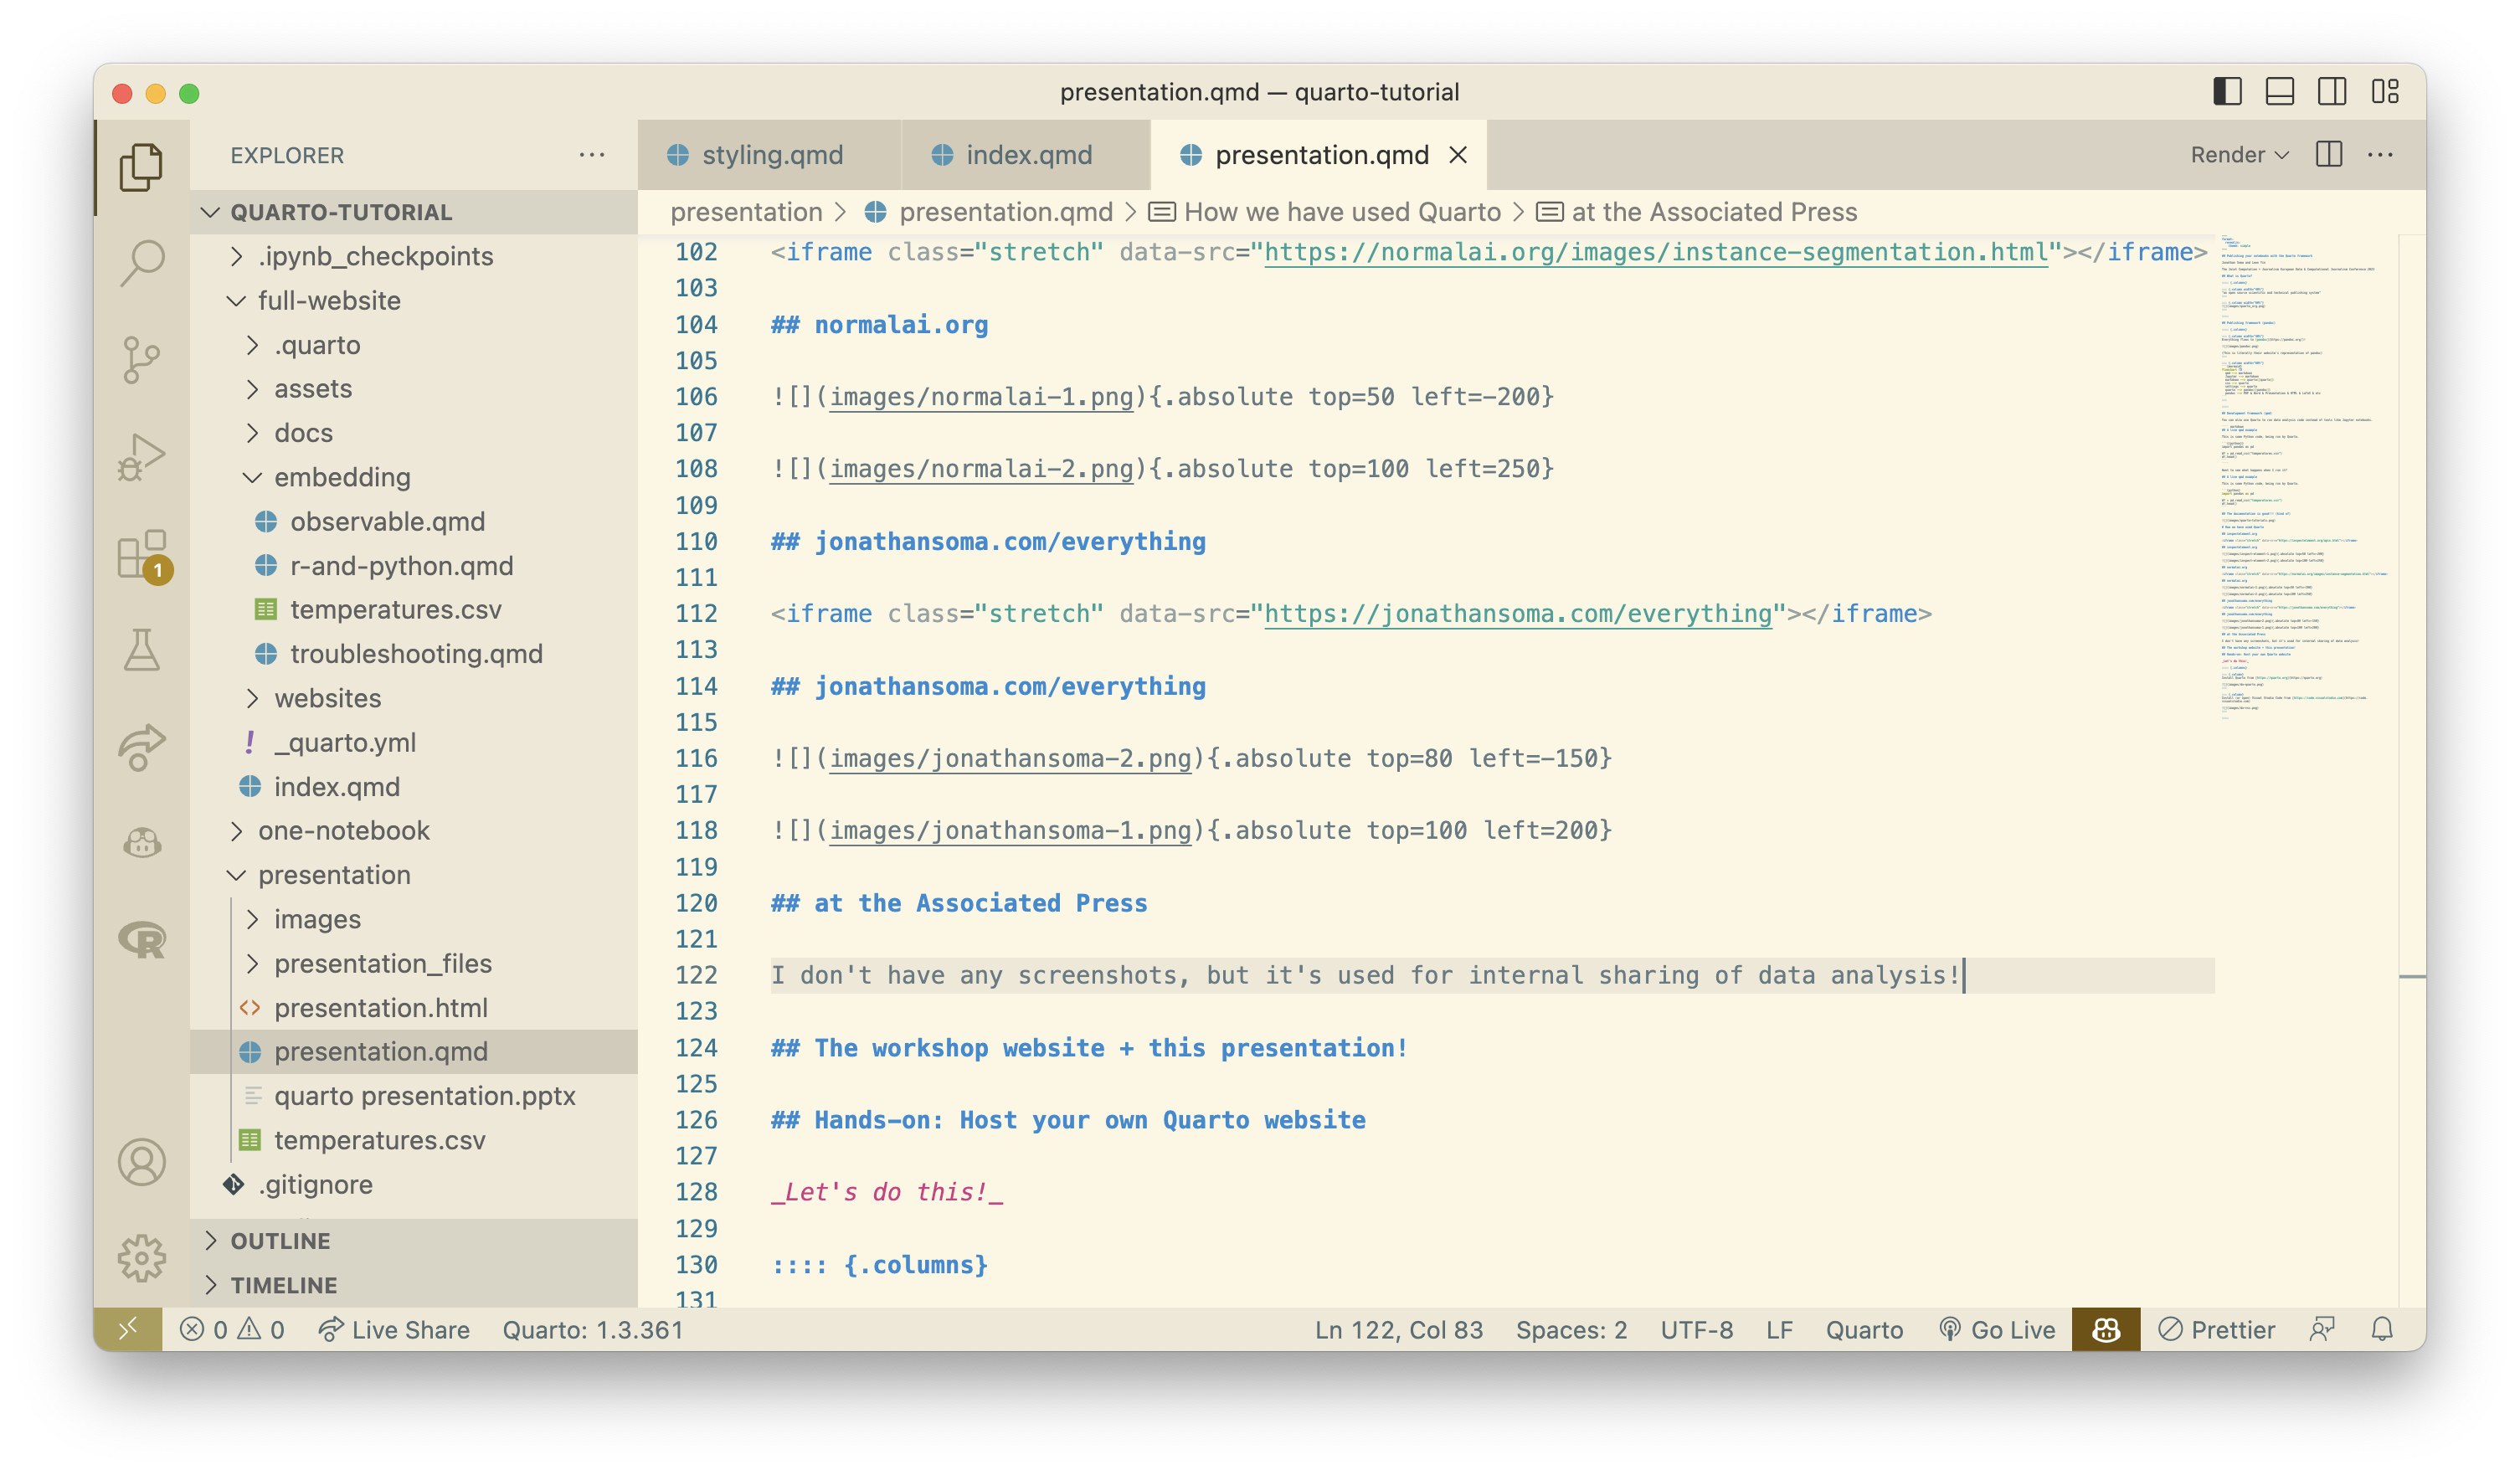 presentation.qmd — quarto-tutorial
EXPLORER
QUARTO-TUTORIAL
.ipynb_checkpoints
full-website
.quarto
assets
docs
embedding
observable.qmd
r-and-python.qmd
temperatures.csv
troubleshooting.qmd
websites
! _quarto.yml
index.qmd
one-notebook
presentation
images
presentation_files
<> presentation.html
presentation.qmd
quarto presentation.pptx
temperatures.csv
.gitignore
OUTLINE
TIMELINE
1
R
styling.qmd
index.qmd
presentation.qmd
Render
presentation > presentation.qmd > How we have used Quarto > at the Associated Press
102 <iframe class="stretch" data-src="https://normalai.org/images/instance-segmentation.html"></iframe>
103
104 ## normalai.org
105
106 ![](images/normalai-1.png){.absolute top=50 left=-200}
107
108 ![](images/normalai-2.png){.absolute top=100 left=250}
109
110 ## jonathansoma.com/everything
111
112 <iframe class="stretch" data-src="https://jonathansoma.com/everything"></iframe>
113
114 ## jonathansoma.com/everything
115
116 ![](images/jonathansoma-2.png){.absolute top=80 left=-150}
117
118 ![](images/jonathansoma-1.png){.absolute top=100 left=200}
119
120 ## at the Associated Press
121
122 I don't have any screenshots, but it's used for internal sharing of data analysis!
123
124 ## The workshop website + this presentation!
125
126 ## Hands-on: Host your own Quarto website
127
128 _Let's do this!_
129
130 :::: {.columns}
131
0 0 Live Share Quarto: 1.3.361 Ln 122, Col 83 Spaces: 2 UTF-8 LF Quarto Go Live Prettier